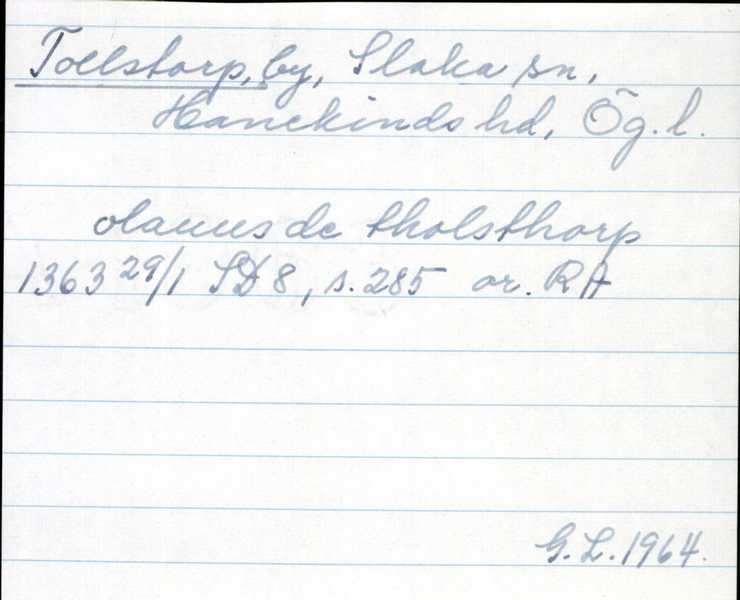 Tollstorp, by, Slaka sn,
Hanekinds hd, Ög. l.
olauus de tholsthorp
1363 29/1 SD 8, s. 285 or. RA
G. L. 1964.